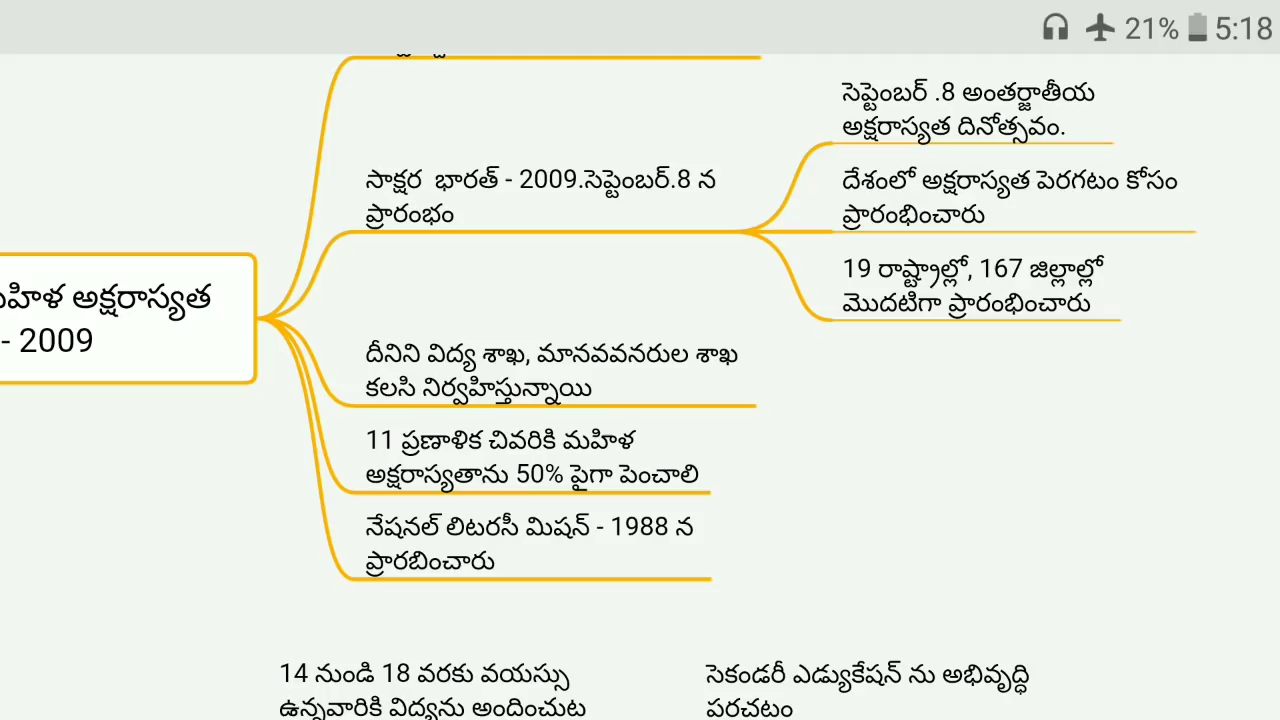 21% 5:18
సెప్టెంబర్ .8 అంతర్జాతీయ
అక్షరాస్యత దినోత్సవం.
సాక్షర  భారత్ - 2009.సెప్టెంబర్.8 న
ప్రారంభం
దేశంలో అక్షరాస్యత పెరగటం కోసం
ప్రారంభించారు
19 రాష్ట్రాల్లో, 167 జిల్లాల్లో
మొదటిగా ప్రారంభించారు
అక్షరాస్యత
- 2009
దీనిని విద్య శాఖ, మానవవనరుల శాఖ
కలసి నిర్వహిస్తున్నాయి
11 ప్రణాళిక చివరికి మహిళ
అక్షరాస్యతాను 50% పైగా పెంచాలి
నేషనల్ లిటరసీ మిషన్ - 1988 న
ప్రారబించారు
14 నుండి 18 వరకు వయస్సు
ఉన్నవారికి విద్యను అందించుట
సెకండరీ ఎడ్యుకేషన్ ను అభివృద్ధి
పరచటం